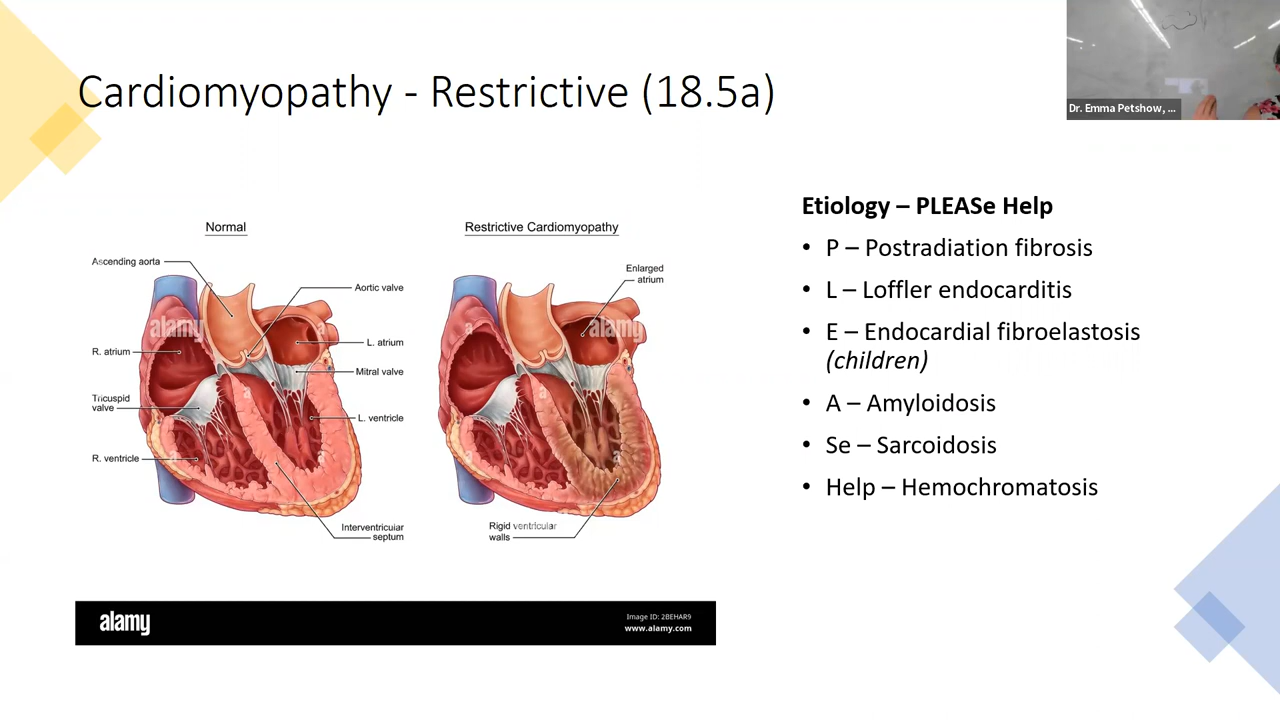 Cardiomyopathy - Restrictive (18.5a)
Dr. Emma Petshow, ...
Normal
Ascending aorta
Aortic valve
R. atrium
L. atrium
Mitral valve
Tricuspid
valve
L. ventricle
R. ventricle
Interventricular
septum
alamy
a
a
a
Restrictive Cardiomyopathy
Enlarged
atrium
alamy
a
a
a
a
Rigid ventricular
walls
alamy
Image ID: 2BEHAR9
www.alamy.com
Etiology – PLEASe Help
• P – Postradiation fibrosis
• L – Loffler endocarditis
• E – Endocardial fibroelastosis
(children)
• A – Amyloidosis
• Se – Sarcoidosis
• Help – Hemochromatosis